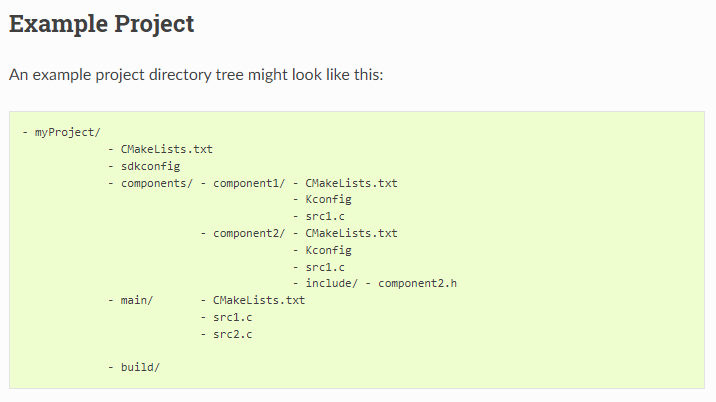 Example Project
An example project directory tree might look like this:
- myProject/
             - CMakeLists.txt
             - sdkconfig
             - components/ - component1/ - CMakeLists.txt
                                         - Kconfig
                                         - src1.c
                           - component2/ - CMakeLists.txt
                                         - Kconfig
                                         - src1.c
                                         - include/ - component2.h
             - main/       - CMakeLists.txt
                           - src1.c
                           - src2.c
             - build/